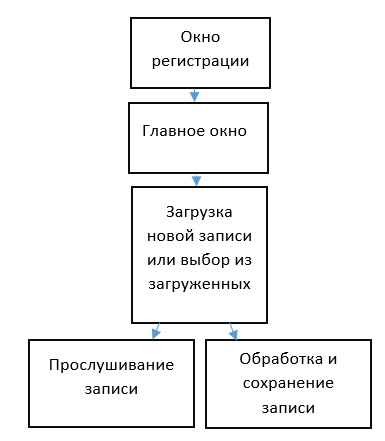 Окно
регистрации
Главное окно
Загрузка
новой записи
или выбор из
загруженных
Прослушивание
записи
Обработка и
сохранение
записи